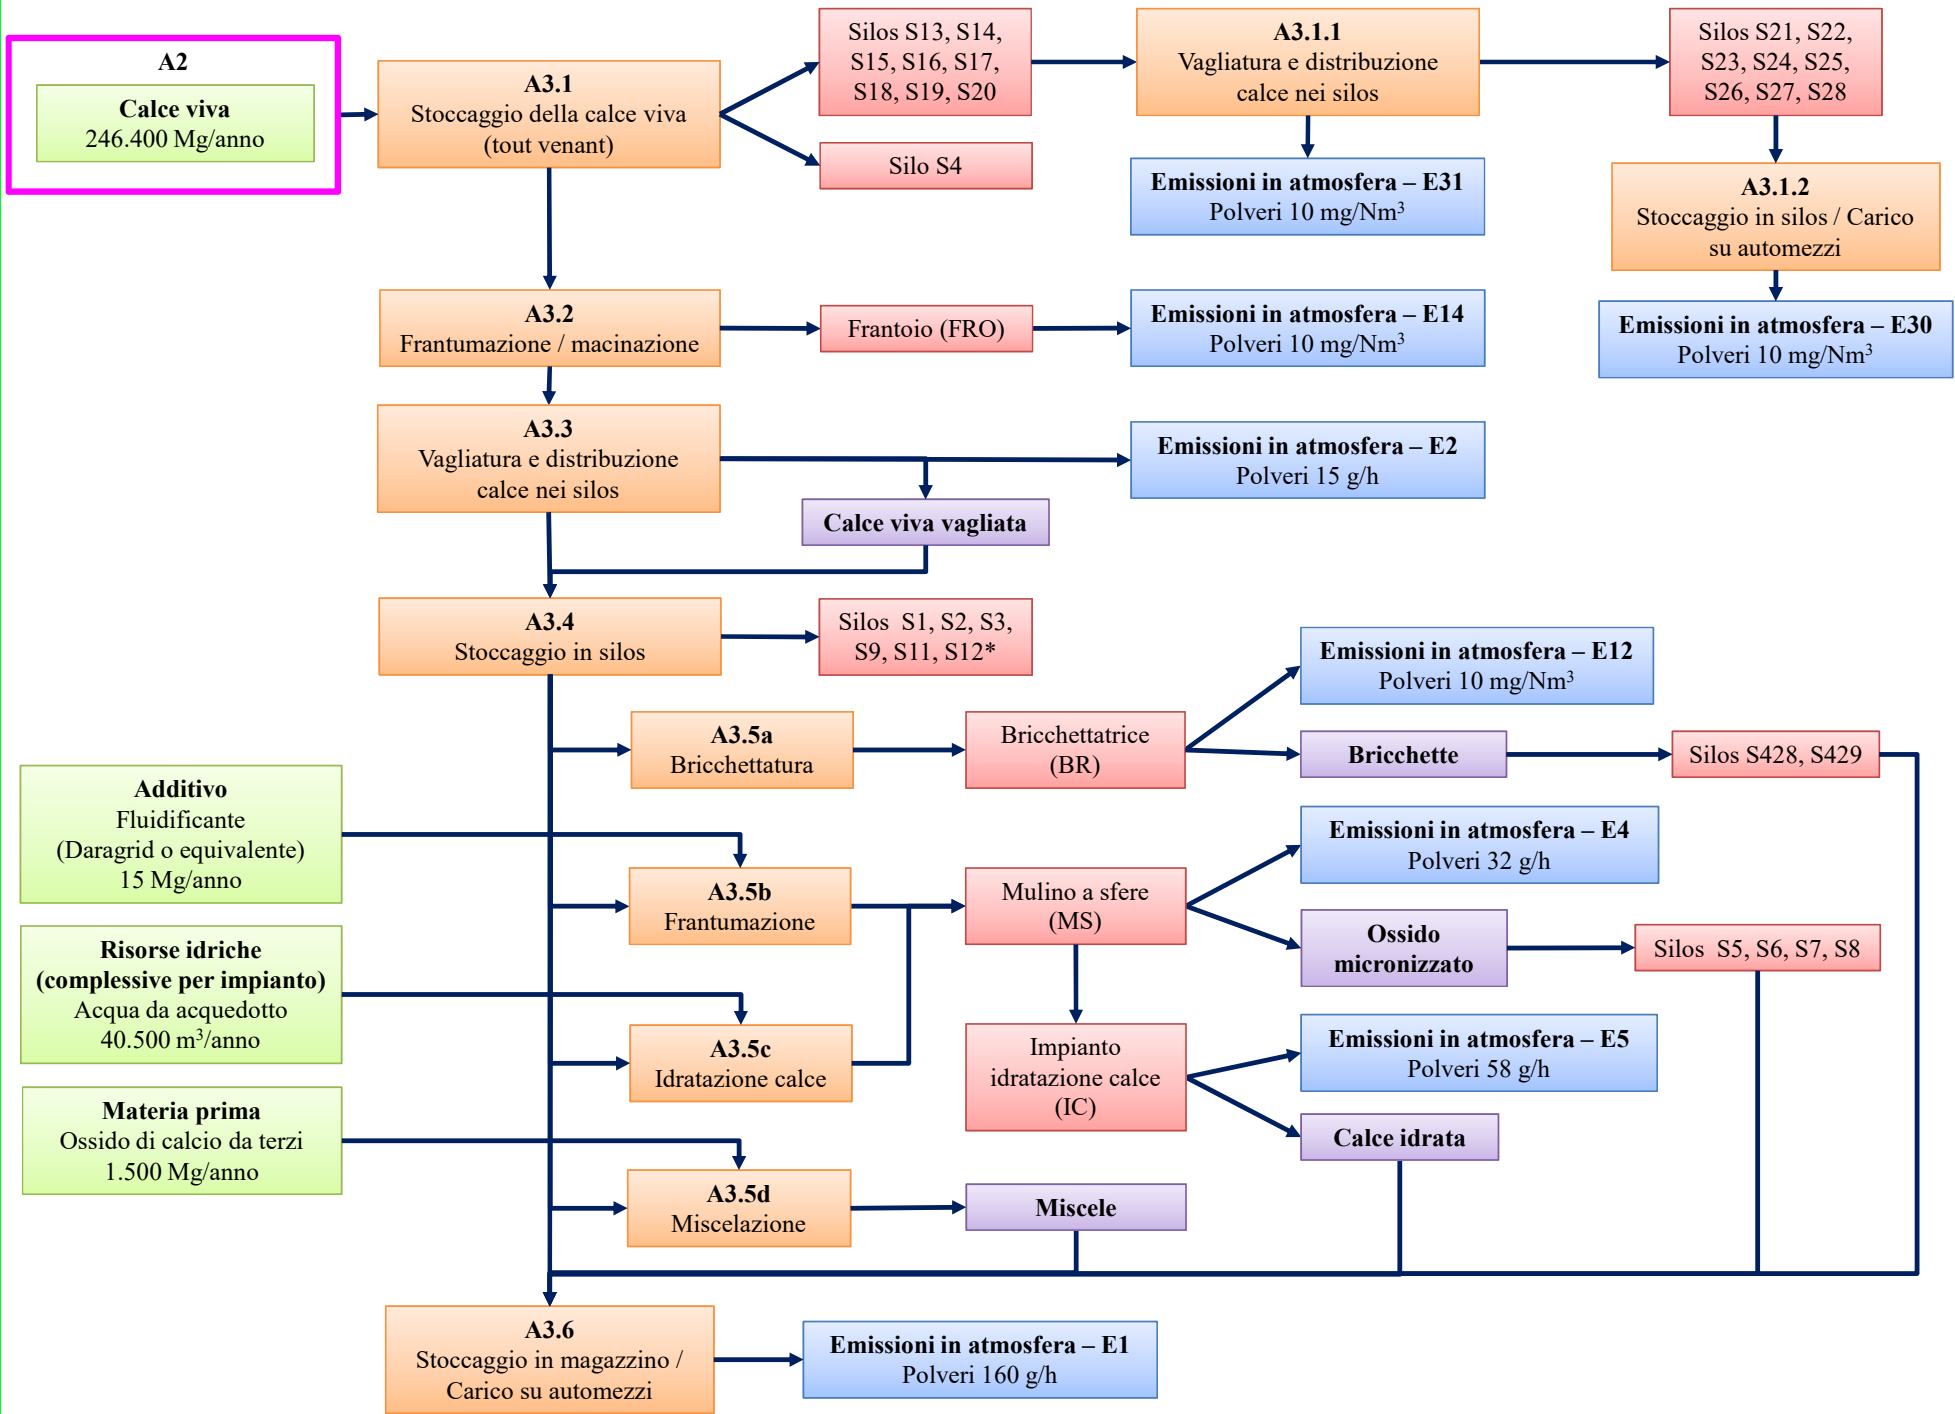 A2
Calce viva
246.400 Mg/anno
A3.1
Stoccaggio della calce viva
(tout venant)
Silos S13, S14,
S15, S16, S17,
S18, S19, S20
Silo S4
A3.1.1
Vagliatura e distribuzione
calce nei silos
Emissioni in atmosfera – E31
Polveri 10 mg/Nm³
Silos S21, S22,
S23, S24, S25,
S26, S27, S28
A3.1.2
Stoccaggio in silos / Carico
su automezzi
Emissioni in atmosfera – E30
Polveri 10 mg/Nm³
A3.2
Frantumazione / macinazione
Frantoio (FRO)
Emissioni in atmosfera – E14
Polveri 10 mg/Nm³
A3.3
Vagliatura e distribuzione
calce nei silos
Emissioni in atmosfera – E2
Polveri 15 g/h
Calce viva vagliata
A3.4
Stoccaggio in silos
Silos S1, S2, S3,
S9, S11, S12*
A3.5a
Bricchettatura
Bricchettatrice
(BR)
Emissioni in atmosfera – E12
Polveri 10 mg/Nm³
Bricchette
Silos S428, S429
Additivo
Fluidificante
(Daragrid o equivalente)
15 Mg/anno
A3.5b
Frantumazione
Mulino a sfere
(MS)
Emissioni in atmosfera – E4
Polveri 32 g/h
Ossido
micronizzato
Silos S5, S6, S7, S8
Risorse idriche
(complessive per impianto)
Acqua da acquedotto
40.500 m³/anno
A3.5c
Idratazione calce
Impianto
idratazione calce
(IC)
Emissioni in atmosfera – E5
Polveri 58 g/h
Calce idrata
Materia prima
Ossido di calcio da terzi
1.500 Mg/anno
A3.5d
Miscelazione
Miscele
A3.6
Stoccaggio in magazzino /
Carico su automezzi
Emissioni in atmosfera – E1
Polveri 160 g/h